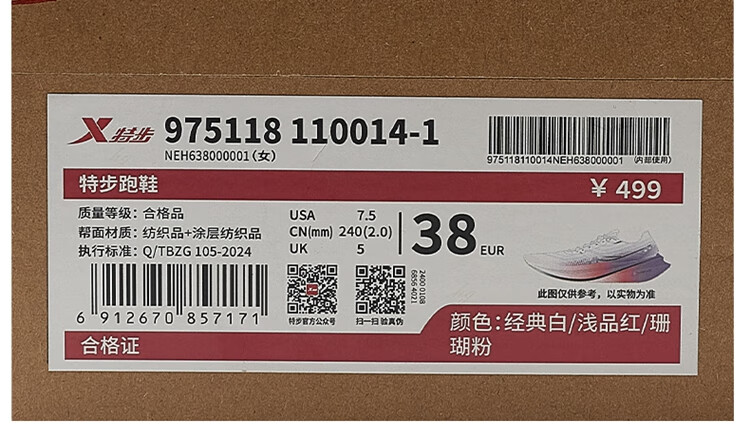 特步 975118 110014-1
NEH638000001(女)
975118110014NEH638000001 (内部使用)
特步跑鞋
¥ 499
质量等级：合格品
帮面材质：纺织品+涂层纺织品
执行标准：Q/TBZG 105-2024
USA 7.5
CN(mm) 240(2.0)
UK 5
38 EUR
此图仅供参考，以实物为准
6 912670 857171
特步官方公众号
扫一扫 验真伪
2400 0108
6856 4021
合格证
颜色：经典白/浅品红/珊
瑚粉